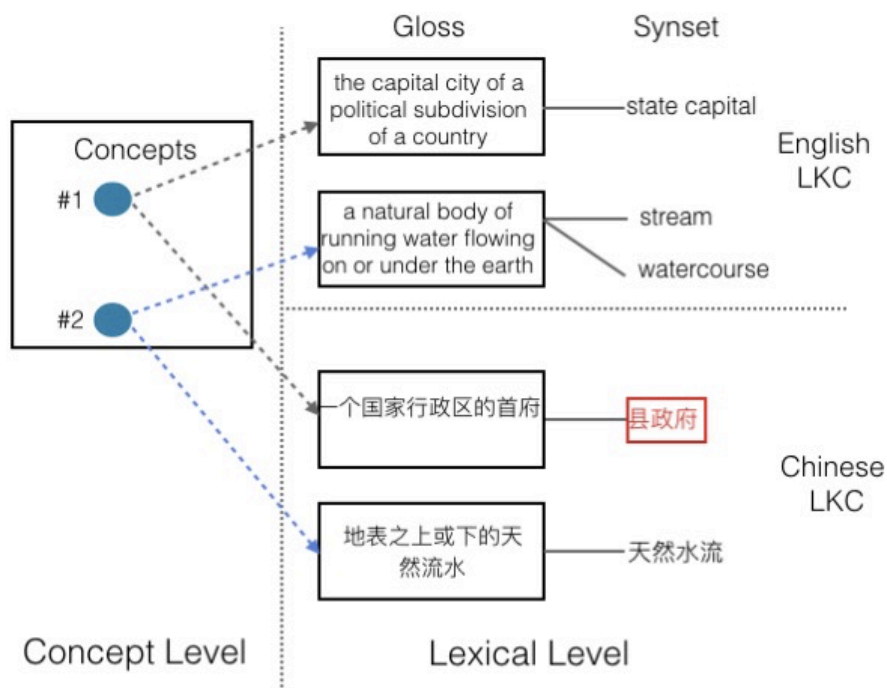 Gloss
Synset
the capital city of a
political subdivision
of a country
state capital
Concepts
English
LKC
#1
a natural body of
running water flowing
on or under the earth
stream
watercourse
#2
一个国家行政区的首府
县政府
Chinese
LKC
地表之上或下的天
然流水
天然水流
Concept Level
Lexical Level